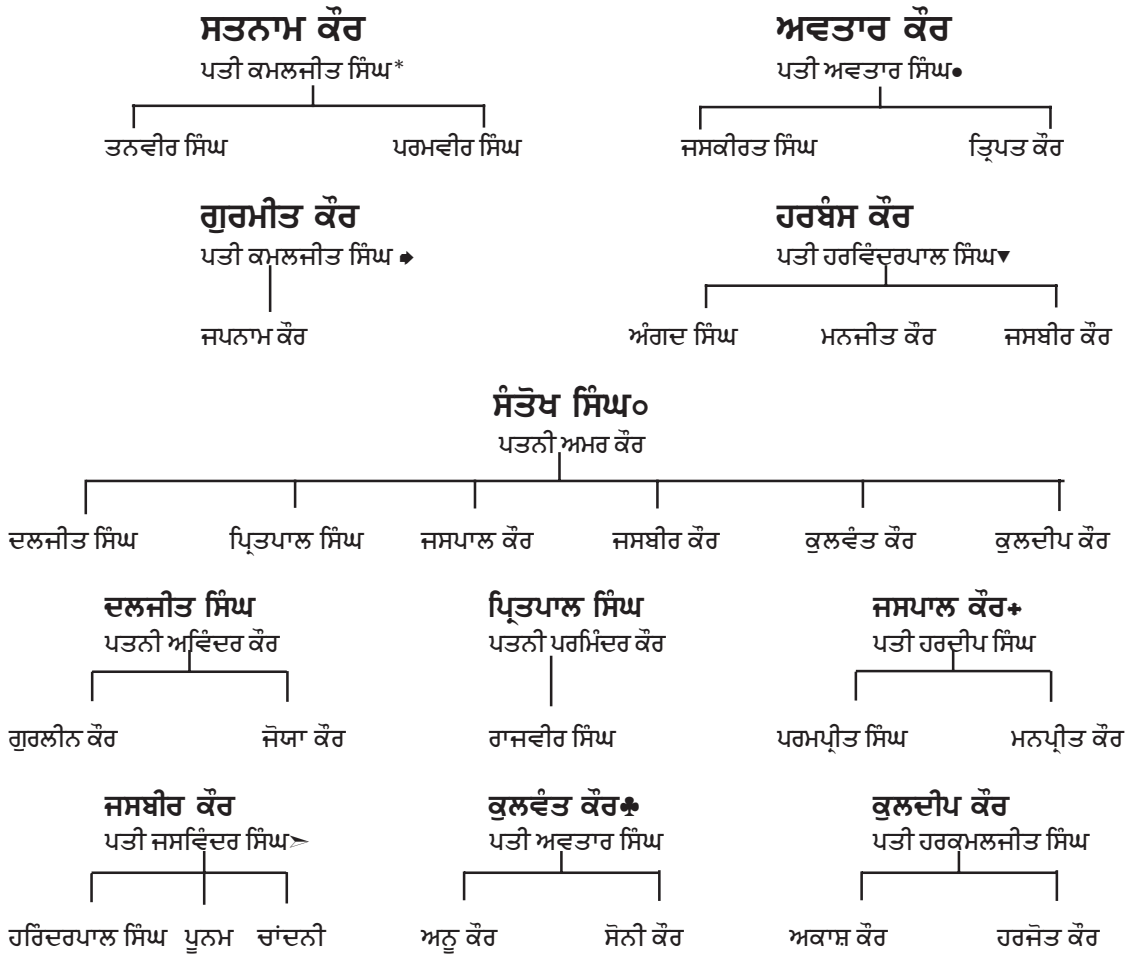 ਸਤਨਾਮ ਕੌਰ ਅਵਤਾਰ ਕੌਰ
ਪਤੀ ਕਮਲਜੀਤ ਸਿੰਘ* ਪਤੀ ਅਵਤਾਰ ਸਿੰਘ●
ਤਨਵੀਰ ਸਿੰਘ ਪਰਮਵੀਰ ਸਿੰਘ ਜਸਕੀਰਤ ਸਿੰਘ ਤ੍ਰਿਪਤ ਕੌਰ
ਗੁਰਮੀਤ ਕੌਰ ਹਰਬੰਸ ਕੌਰ
ਪਤੀ ਕਮਲਜੀਤ ਸਿੰਘ ➧ ਪਤੀ ਹਰਵਿੰਦਰਪਾਲ ਸਿੰਘ▼
ਜਪਨਾਮ ਕੌਰ ਅੰਗਦ ਸਿੰਘ ਮਨਜੀਤ ਕੌਰ ਜਸਬੀਰ ਕੌਰ
ਸੰਤੋਖ ਸਿੰਘ○
ਪਤਨੀ ਅਮਰ ਕੌਰ
ਦਲਜੀਤ ਸਿੰਘ ਪ੍ਰਿਤਪਾਲ ਸਿੰਘ ਜਸਪਾਲ ਕੌਰ ਜਸਬੀਰ ਕੌਰ ਕੁਲਵੰਤ ਕੌਰ ਕੁਲਦੀਪ ਕੌਰ
ਦਲਜੀਤ ਸਿੰਘ ਪ੍ਰਿਤਪਾਲ ਸਿੰਘ ਜਸਪਾਲ ਕੌਰ✚
ਪਤਨੀ ਅਵਿੰਦਰ ਕੌਰ ਪਤਨੀ ਪਰਮਿੰਦਰ ਕੌਰ ਪਤੀ ਹਰਦੀਪ ਸਿੰਘ
ਗੁਰਲੀਨ ਕੌਰ ਜੋਯਾ ਕੌਰ ਰਾਜਵੀਰ ਸਿੰਘ ਪਰਮਪ੍ਰੀਤ ਸਿੰਘ ਮਨਪ੍ਰੀਤ ਕੌਰ
ਜਸਬੀਰ ਕੌਰ ਕੁਲਵੰਤ ਕੌਰ♣ ਕੁਲਦੀਪ ਕੌਰ
ਪਤੀ ਜਸਵਿੰਦਰ ਸਿੰਘ➣ ਪਤੀ ਅਵਤਾਰ ਸਿੰਘ ਪਤੀ ਹਰਕਮਲਜੀਤ ਸਿੰਘ
ਹਰਿੰਦਰਪਾਲ ਸਿੰਘ ਪੂਨਮ ਚਾਂਦਨੀ ਅਨੂ ਕੌਰ ਸੋਨੀ ਕੌਰ ਅਕਾਸ਼ ਕੌਰ ਹਰਜੋਤ ਕੌਰ